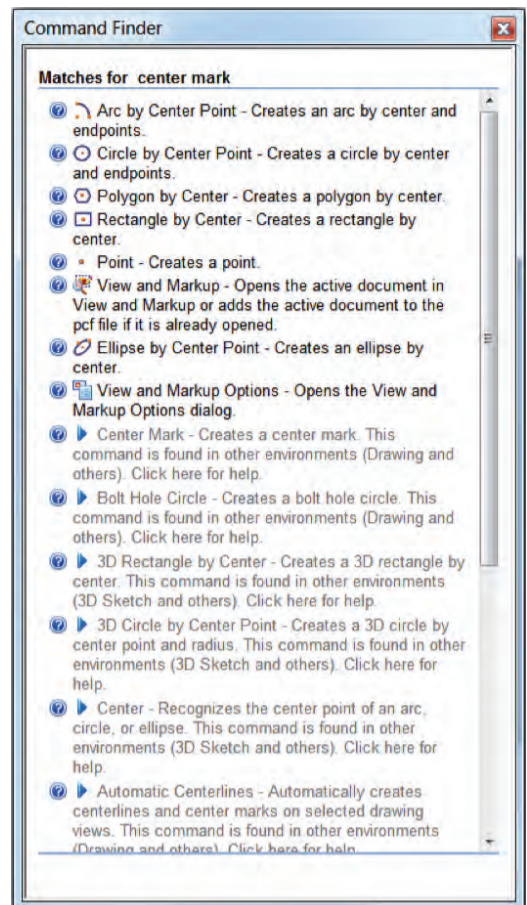 Command Finder
Matches for center mark
Arc by Center Point - Creates an arc by center and
endpoints.
Circle by Center Point - Creates a circle by center
and endpoints.
Polygon by Center - Creates a polygon by center.
Rectangle by Center - Creates a rectangle by
center.
Point - Creates a point.
View and Markup - Opens the active document in
View and Markup or adds the active document to the
pcf file if it is already opened.
Ellipse by Center Point - Creates an ellipse by
center.
View and Markup Options - Opens the View and
Markup Options dialog.
Center Mark - Creates a center mark. This
command is found in other environments (Drawing and
others). Click here for help.
Bolt Hole Circle - Creates a bolt hole circle. This
command is found in other environments (Drawing and
others). Click here for help.
3D Rectangle by Center - Creates a 3D rectangle by
center. This command is found in other environments
(3D Sketch and others). Click here for help.
3D Circle by Center Point - Creates a 3D circle by
center point and radius. This command is found in other
environments (3D Sketch and others). Click here for
help.
Center - Recognizes the center point of an arc,
circle, or ellipse. This command is found in other
environments (3D Sketch and others). Click here for
help.
Automatic Centerlines - Automatically creates
centerlines and center marks on selected drawing
views. This command is found in other environments
(Drawing and others). Click here for help.